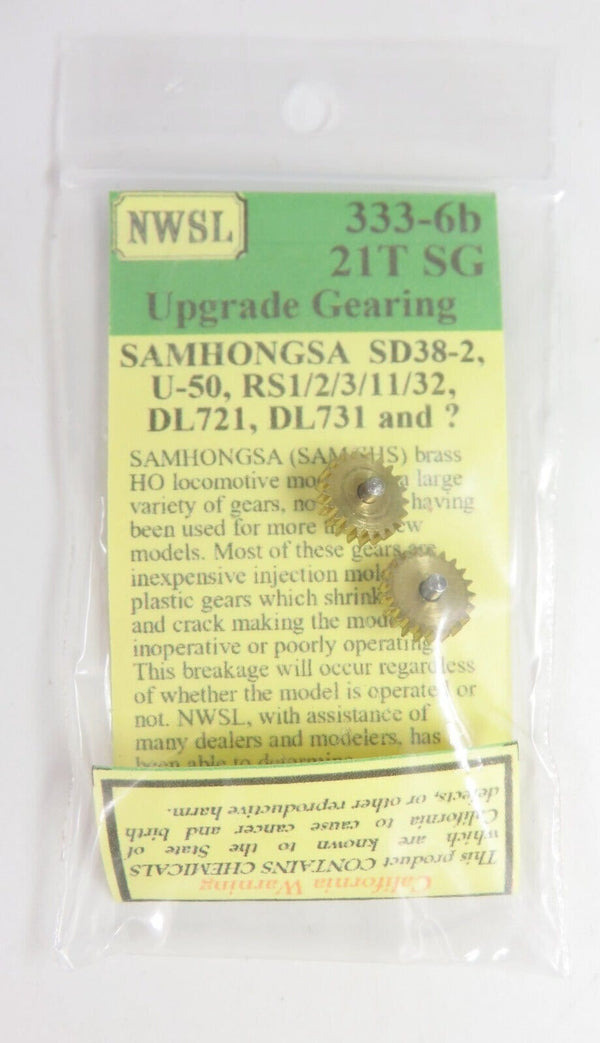 NWSL
333-6b
21T SG
Upgrade Gearing
SAMHONGSA SD38-2,
U-50, RS1/2/3/11/32,
DL721, DL731 and ?
SAMHONGSA (SAM brass
HO locomotive a large
variety of gears, having
been used for more
models. Most of these gears
inexpensive injection
plastic gears which shrink
and crack making the
inoperative or poorly operating.
This breakage will occur regardless
of whether the model is operated or
not. NWSL, with assistance of
many dealers and modelers, has
been able to determine
California Warning
This product CONTAINS CHEMICALS
which are known to the State of
California to cause cancer and birth
defects, or other reproductive harm.